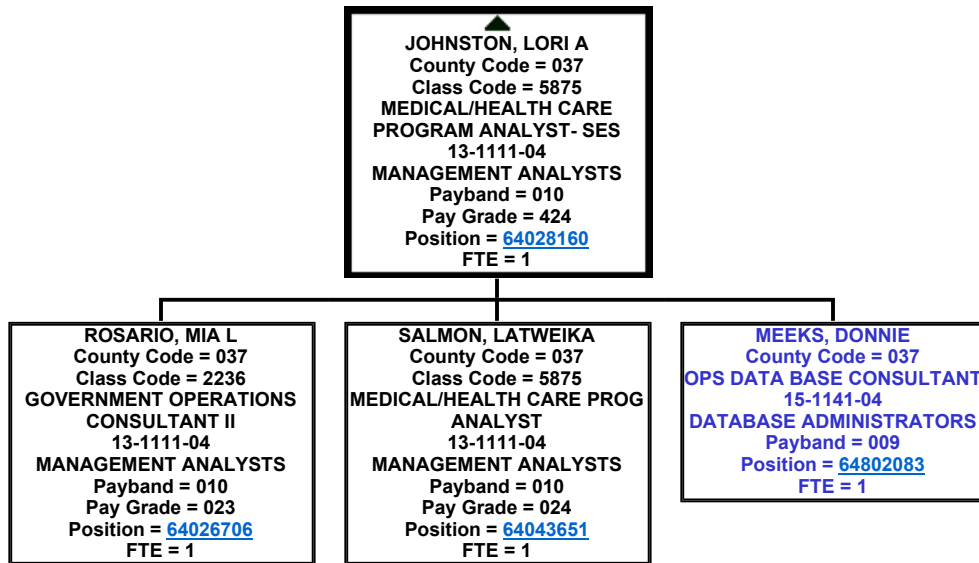 JOHNSTON, LORI A
County Code = 037
Class Code = 5875
MEDICAL/HEALTH CARE
PROGRAM ANALYST- SES
13-1111-04
MANAGEMENT ANALYSTS
Payband = 010
Pay Grade = 424
Position = 64028160
FTE = 1
ROSARIO, MIA L
County Code = 037
Class Code = 2236
GOVERNMENT OPERATIONS
CONSULTANT II
13-1111-04
MANAGEMENT ANALYSTS
Payband = 010
Pay Grade = 023
Position = 64026706
FTE = 1
SALMON, LATWEIKA
County Code = 037
Class Code = 5875
MEDICAL/HEALTH CARE PROG
ANALYST
13-1111-04
MANAGEMENT ANALYSTS
Payband = 010
Pay Grade = 024
Position = 64043651
FTE = 1
MEEKS, DONNIE
County Code = 037
OPS DATA BASE CONSULTANT
15-1141-04
DATABASE ADMINISTRATORS
Payband = 009
Position = 64802083
FTE = 1